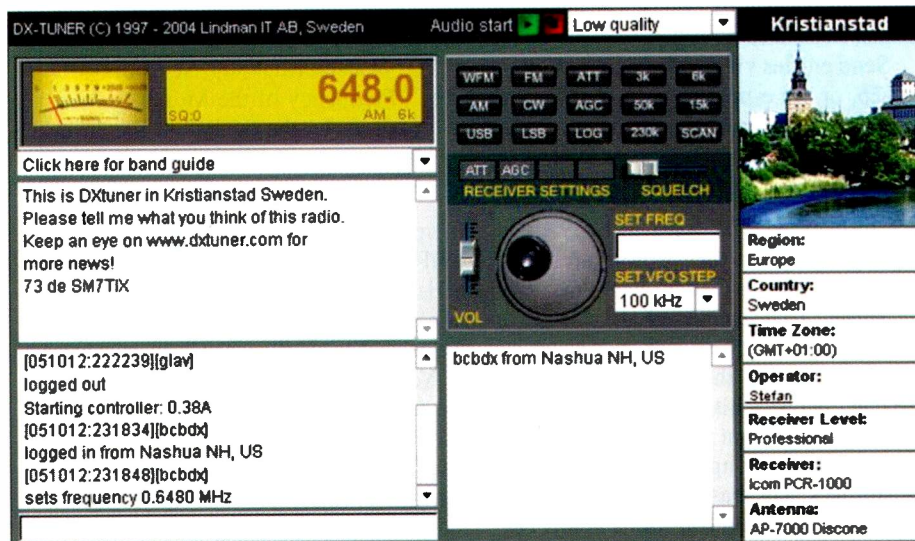 DX-TUNER (C) 1997 - 2004 Lindman IT AB, Sweden
Audio start
Low quality
Kristianstad
648.0
SQ:0
AM 6k
Click here for band guide
This is DXtuner in Kristianstad Sweden.
Please tell me what you think of this radio.
Keep an eye on www.dxtuner.com for
more news!
73 de SM7TIX
[051012:222239][glav]
logged out
Starting controller: 0.38A
[051012:231834][bcbdx]
logged in from Nashua NH, US
[051012:231848][bcbdx]
sets frequency 0.6480 MHz
WFM FM ATT 3k 6k
AM CW AGC 50k 15k
USB LSB LOG 230k SCAN
ATT AGC
RECEIVER SETTINGS
SQUELCH
SET FREQ
SET VFO STEP
100 kHz
VOL
bcbdx from Nashua NH, US
Region:
Europe
Country:
Sweden
Time Zone:
(GMT+01:00)
Operator:
Stefan
Receiver Level:
Professional
Receiver:
Icom PCR-1000
Antenna:
AP-7000 Discone